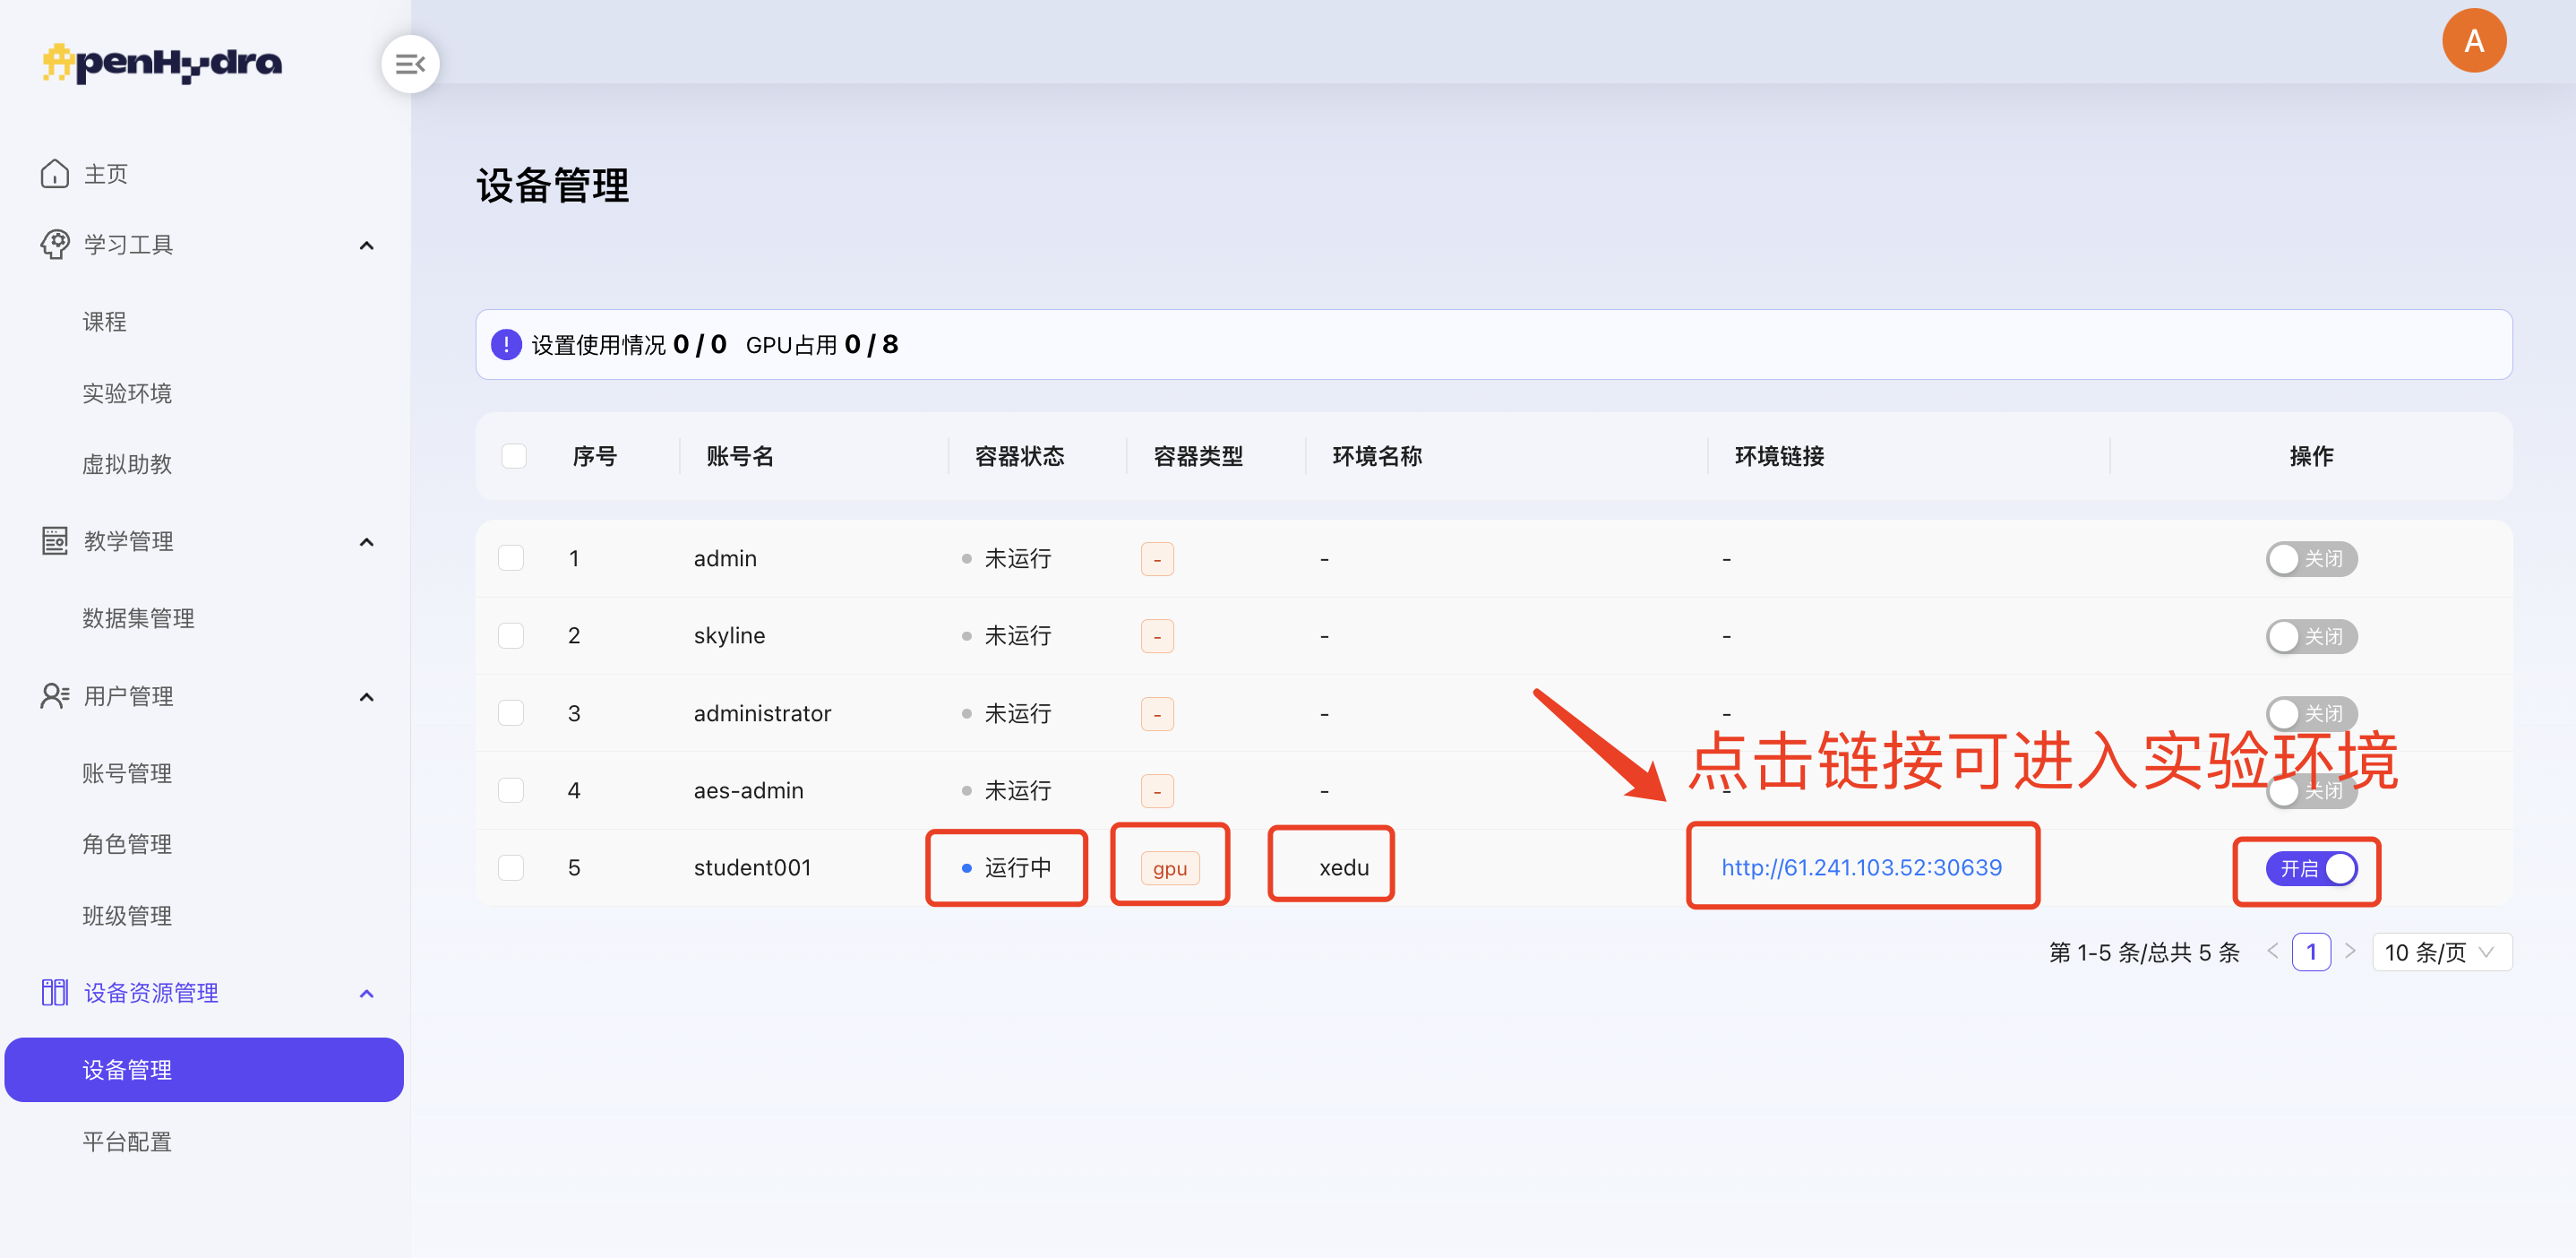 OpenHydra
A
主页
学习工具
课程
实验环境
虚拟助教
教学管理
数据集管理
用户管理
账号管理
角色管理
班级管理
设备资源管理
设备管理
平台配置
设备管理
! 设置使用情况 0 / 0 GPU占用 0 / 8
序号 账号名 容器状态 容器类型 环境名称 环境链接 操作
1 admin 未运行 - - - 关闭
2 skyline 未运行 - - - 关闭
3 administrator 未运行 - - - 关闭
点击链接可进入实验环境
4 aes-admin 未运行 - - - 关闭
5 student001 运行中 gpu xedu http://61.241.103.52:30639 开启
第 1-5 条/总共 5 条 < 1 > 10 条/页